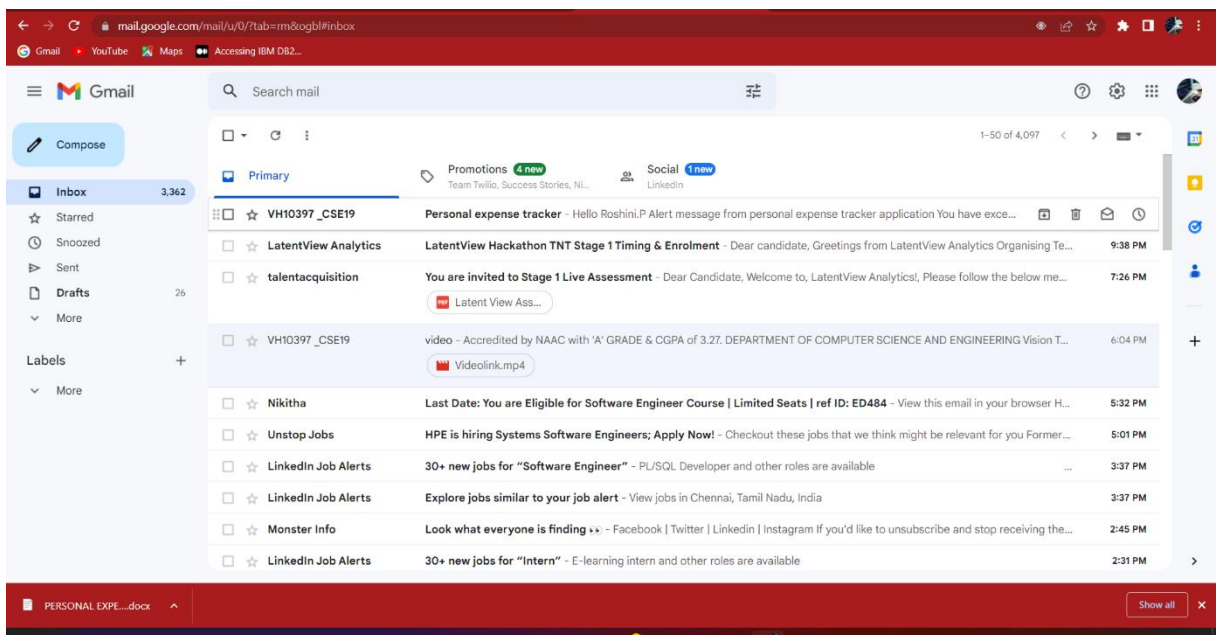 mail.google.com/mail/u/0/?tab=rm&ogbl#inbox
Gmail YouTube Maps Accessing IBM DB2...
Gmail
Search mail
Compose
1–50 of 4,097
Primary
Promotions 4 new
Team Twilio, Success Stories, Ni...
Social 1 new
LinkedIn
Inbox 3,362
Starred
Snoozed
Sent
Drafts 26
More
Labels +
More
VH10397 _CSE19 Personal expense tracker - Hello Roshini.P Alert message from personal expense tracker application You have exce...
LatentView Analytics LatentView Hackathon TNT Stage 1 Timing & Enrolment - Dear candidate, Greetings from LatentView Analytics Organising Te... 9:38 PM
talentacquisition You are invited to Stage 1 Live Assessment - Dear Candidate, Welcome to, LatentView Analytics!, Please follow the below me... 7:26 PM
PDF Latent View Ass...
VH10397 _CSE19 video - Accredited by NAAC with 'A' GRADE & CGPA of 3.27. DEPARTMENT OF COMPUTER SCIENCE AND ENGINEERING Vision T... 6:04 PM
Videolink.mp4
Nikitha Last Date: You are Eligible for Software Engineer Course | Limited Seats | ref ID: ED484 - View this email in your browser H... 5:32 PM
Unstop Jobs HPE is hiring Systems Software Engineers; Apply Now! - Checkout these jobs that we think might be relevant for you Former... 5:01 PM
LinkedIn Job Alerts 30+ new jobs for “Software Engineer” - PL/SQL Developer and other roles are available ... 3:37 PM
LinkedIn Job Alerts Explore jobs similar to your job alert - View jobs in Chennai, Tamil Nadu, India 3:37 PM
Monster Info Look what everyone is finding 👀 - Facebook | Twitter | Linkedin | Instagram If you'd like to unsubscribe and stop receiving the... 2:45 PM
LinkedIn Job Alerts 30+ new jobs for “Intern” - E-learning intern and other roles are available 2:31 PM
31
PERSONAL EXPE....docx
Show all